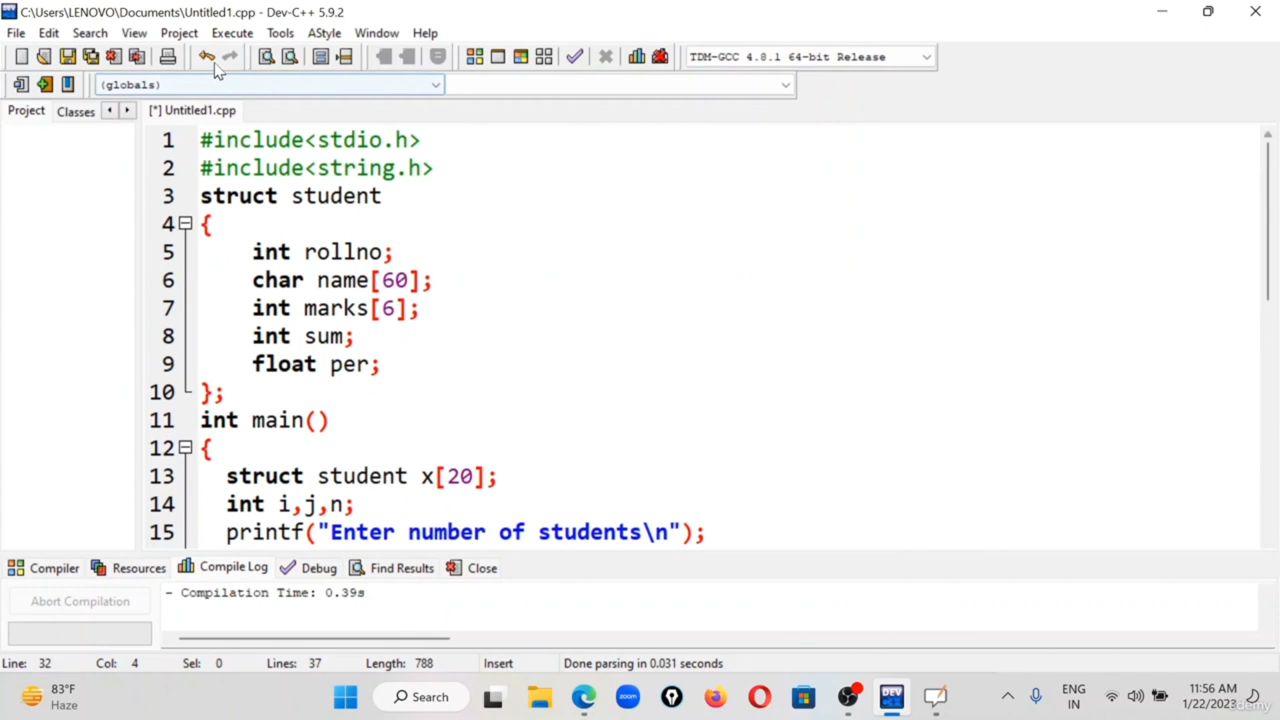 C:\Users\LENOVO\Documents\Untitled1.cpp - Dev-C++ 5.9.2
File Edit Search View Project Execute Tools AStyle Window Help
TDM-GCC 4.8.1 64-bit Release
(globals)
Project Classes [*] Untitled1.cpp
1 #include<stdio.h>
2 #include<string.h>
3 struct student
4 {
5 int rollno;
6 char name[60];
7 int marks[6];
8 int sum;
9 float per;
10 };
11 int main()
12 {
13 struct student x[20];
14 int i,j,n;
15 printf("Enter number of students\n");
Compiler Resources Compile Log Debug Find Results Close
Abort Compilation
- Compilation Time: 0.39s
Line: 32 Col: 4 Sel: 0 Lines: 37 Length: 788 Insert Done parsing in 0.031 seconds
83°F
Haze
Search
zoom
DEV
ENG
IN
11:56 AM
1/22/2023
Udemy